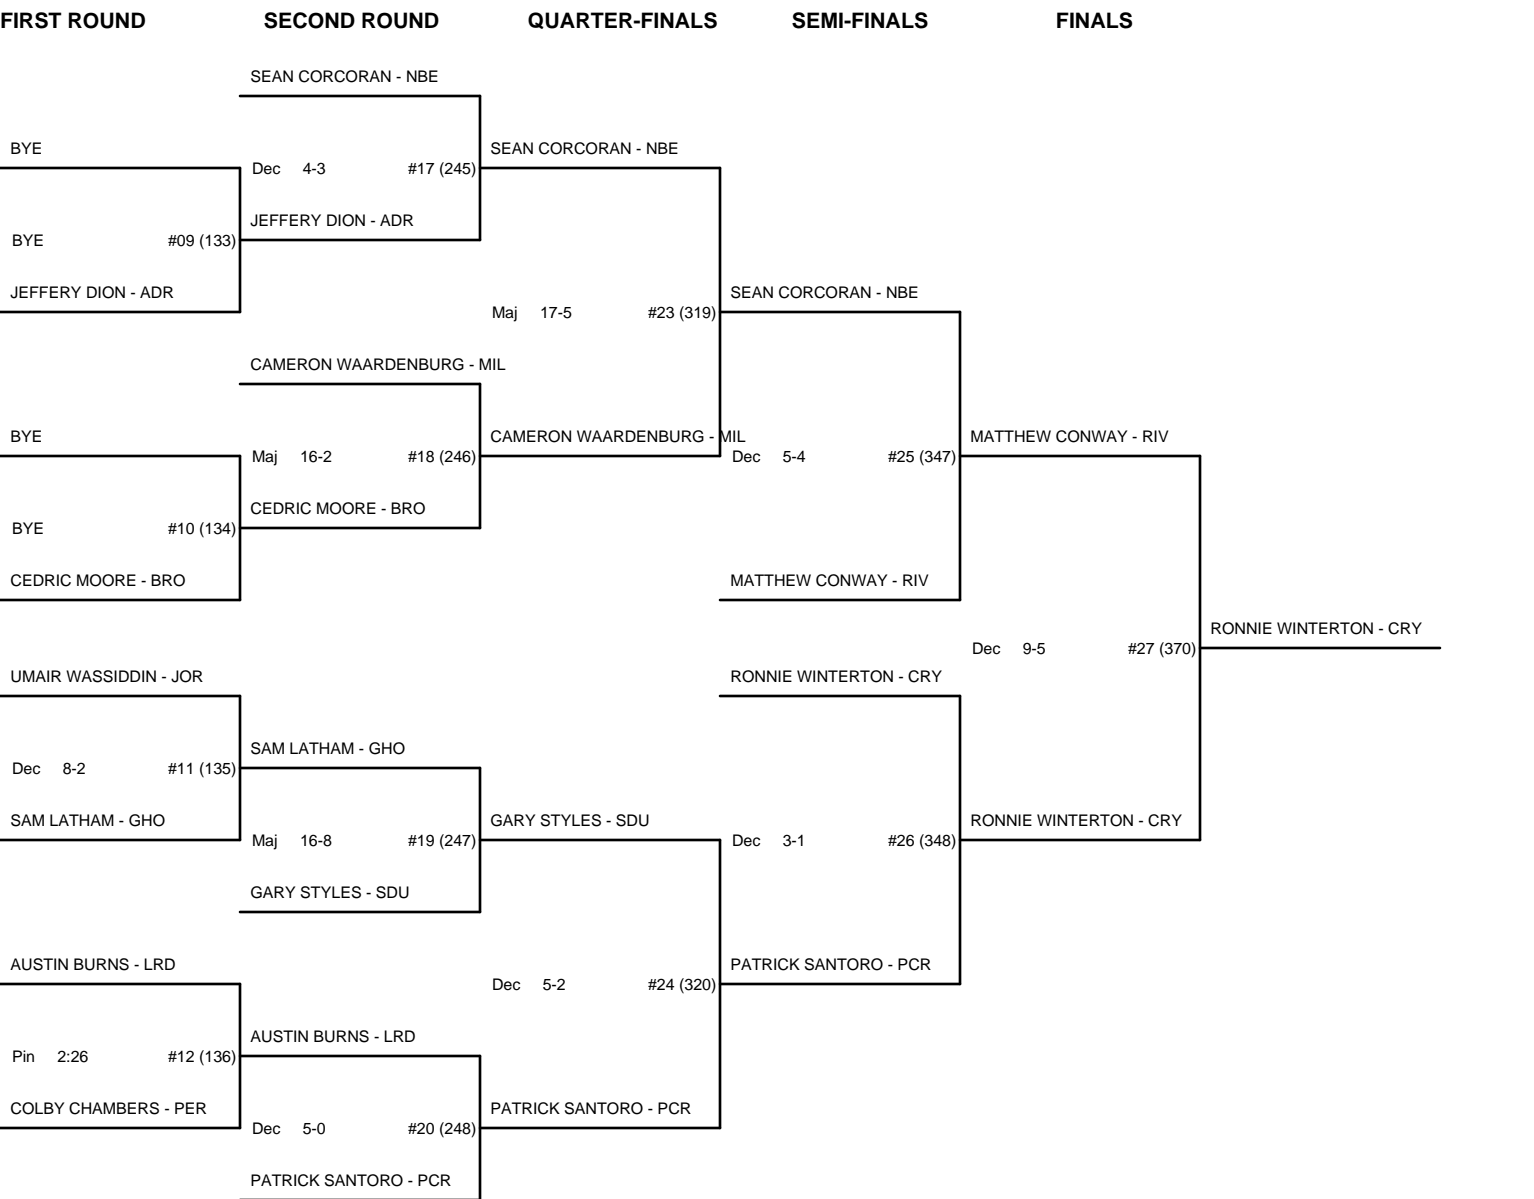 FIRST ROUND SECOND ROUND QUARTER-FINALS SEMI-FINALS FINALS
SEAN CORCORAN - NBE
BYE SEAN CORCORAN - NBE
Dec 4-3 #17 (245)
JEFFERY DION - ADR
BYE #09 (133)
JEFFERY DION - ADR SEAN CORCORAN - NBE
Maj 17-5 #23 (319)
CAMERON WAARDENBURG - MIL
BYE CAMERON WAARDENBURG - MIL MATTHEW CONWAY - RIV
Maj 16-2 #18 (246) Dec 5-4 #25 (347)
CEDRIC MOORE - BRO
BYE #10 (134)
CEDRIC MOORE - BRO MATTHEW CONWAY - RIV
RONNIE WINTERTON - CRY
Dec 9-5 #27 (370)
UMAIR WASSIDDIN - JOR RONNIE WINTERTON - CRY
SAM LATHAM - GHO
Dec 8-2 #11 (135)
SAM LATHAM - GHO GARY STYLES - SDU RONNIE WINTERTON - CRY
Maj 16-8 #19 (247) Dec 3-1 #26 (348)
GARY STYLES - SDU
AUSTIN BURNS - LRD PATRICK SANTORO - PCR
Dec 5-2 #24 (320)
AUSTIN BURNS - LRD
Pin 2:26 #12 (136)
COLBY CHAMBERS - PER PATRICK SANTORO - PCR
Dec 5-0 #20 (248)
PATRICK SANTORO - PCR